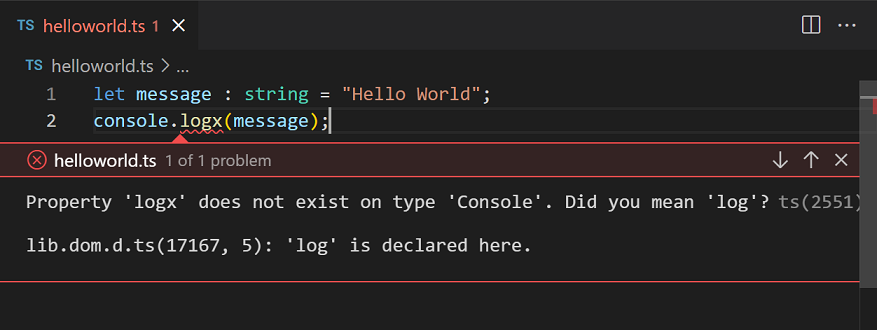 TS helloworld.ts 1 ×
TS helloworld.ts > ...
1 let message : string = "Hello World";
2 console.logx(message);
helloworld.ts 1 of 1 problem
Property 'logx' does not exist on type 'Console'. Did you mean 'log'? ts(2551)
lib.dom.d.ts(17167, 5): 'log' is declared here.